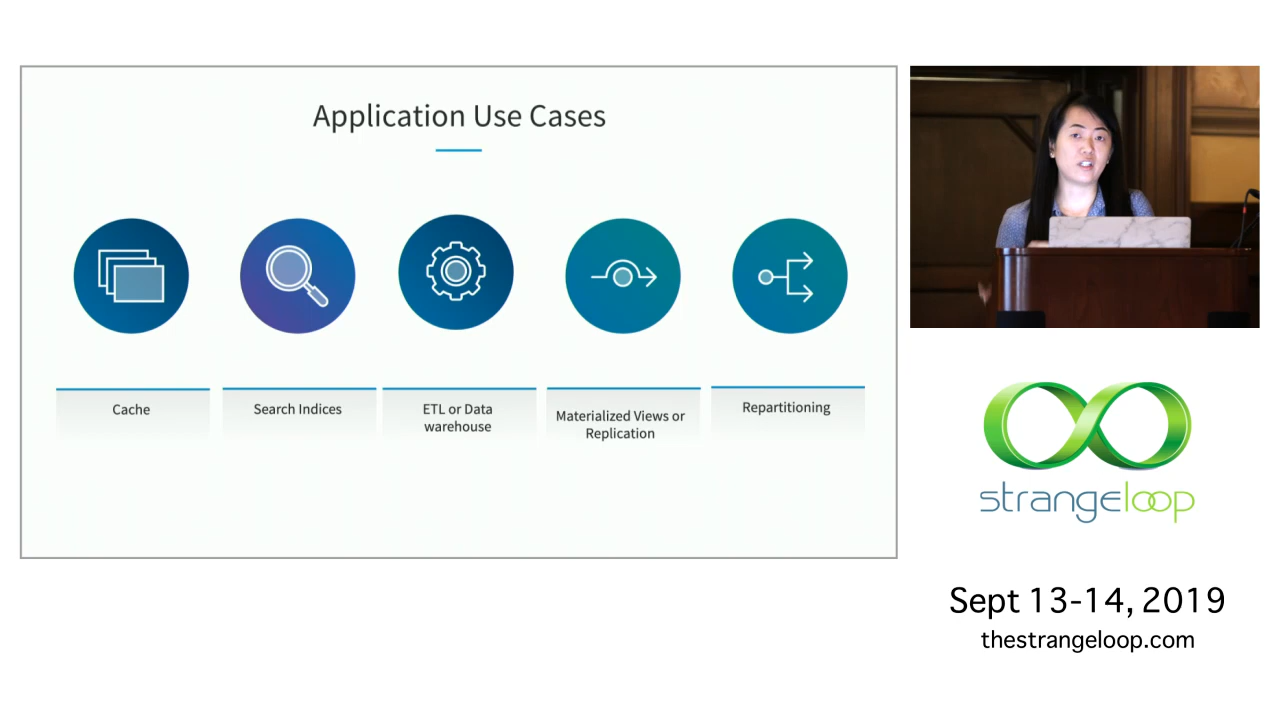 Application Use Cases
Cache
Search Indices
ETL or Data
warehouse
Materialized Views or
Replication
Repartitioning
strangeloop
Sept 13-14, 2019
thestrangeloop.com